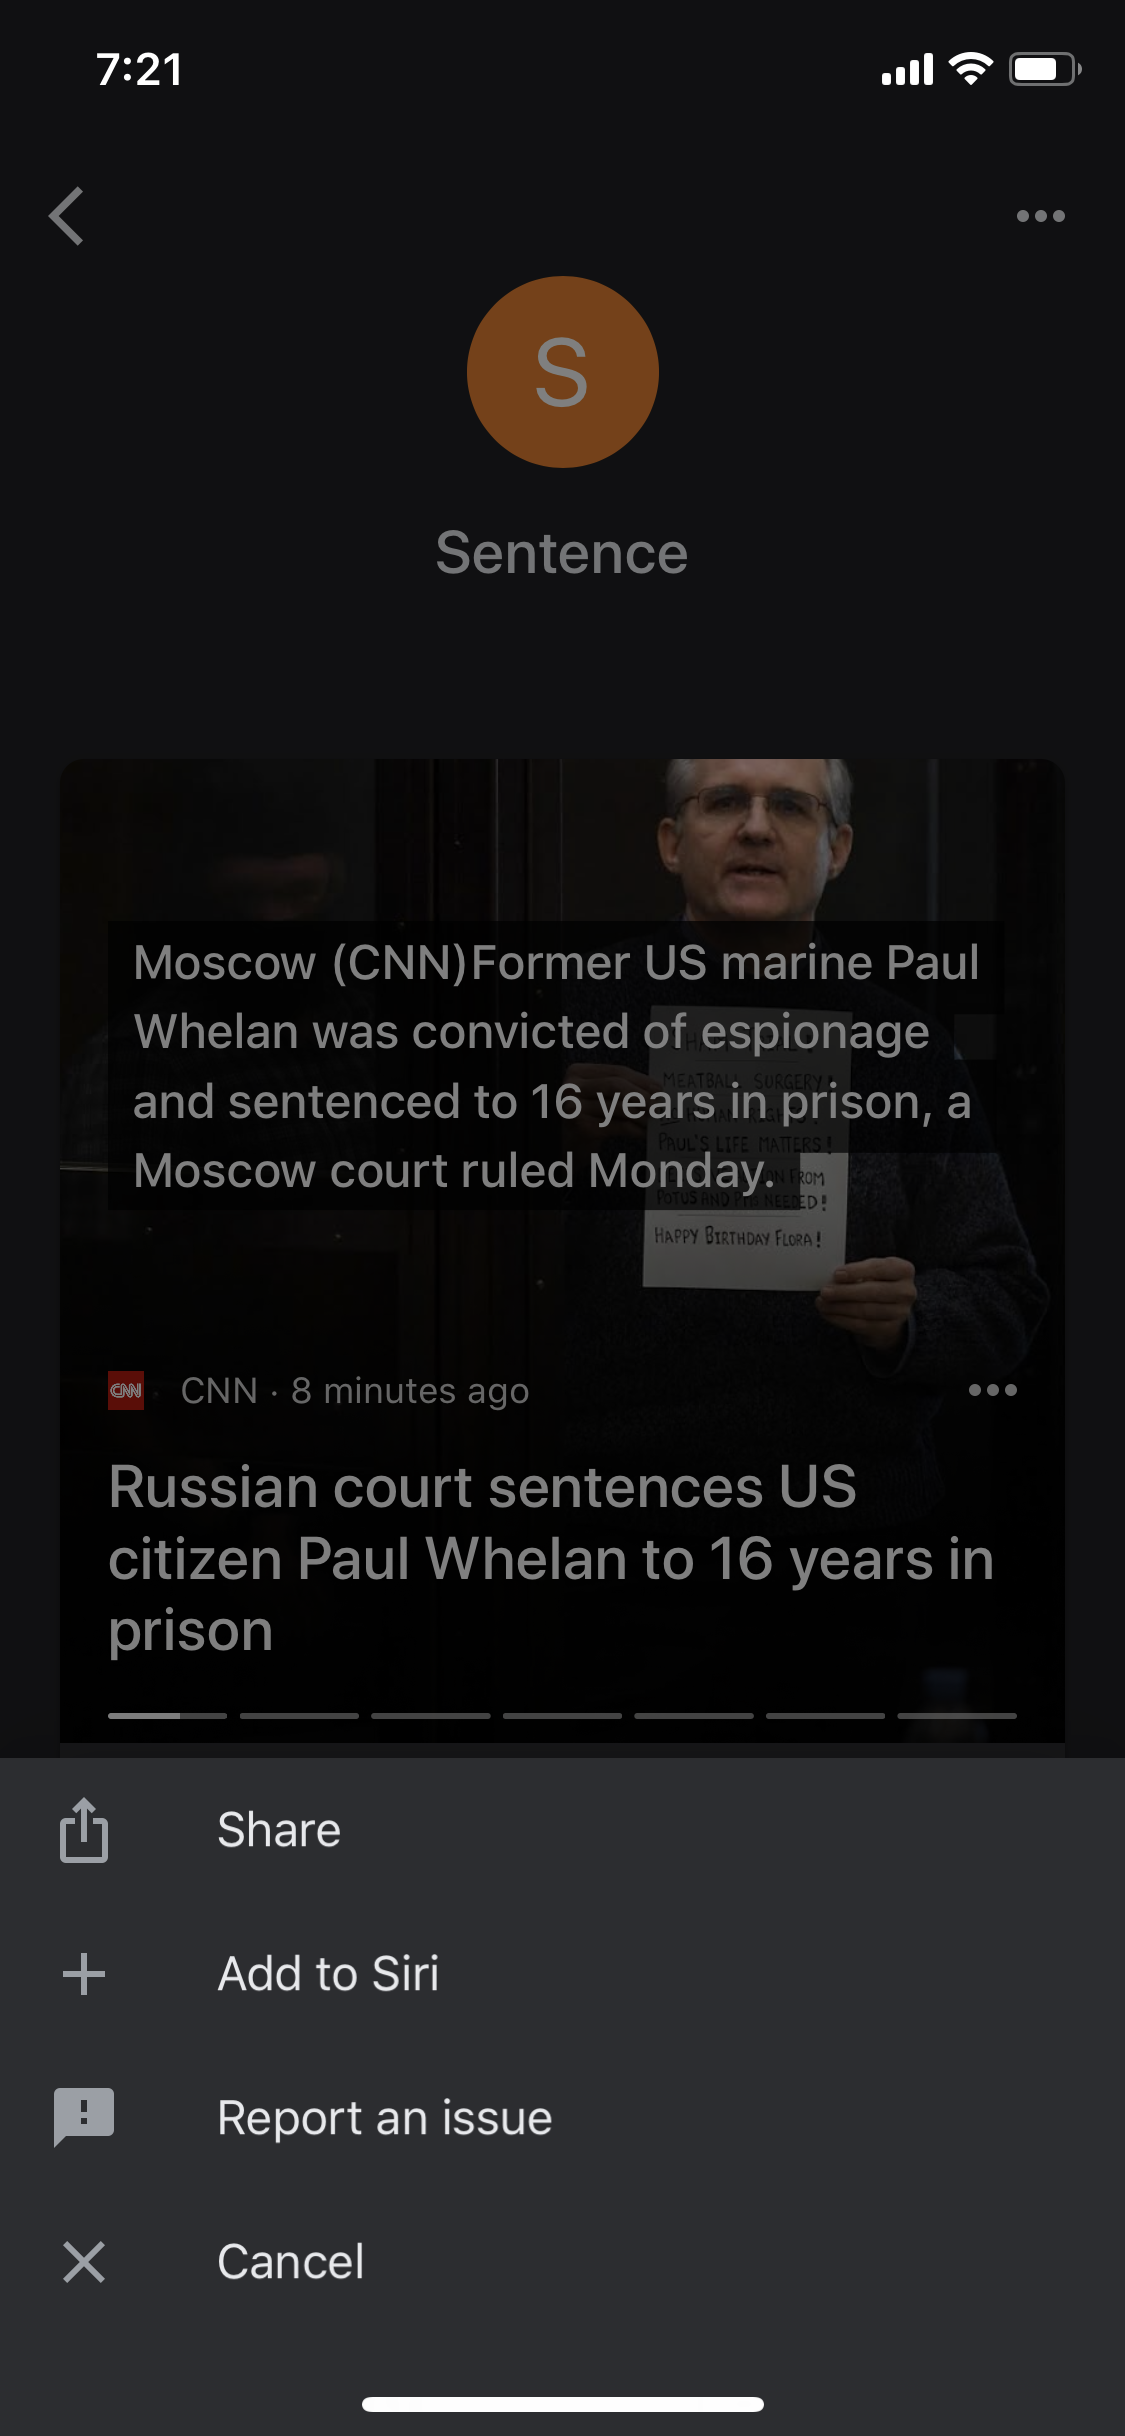 7:21
S
Sentence
Moscow (CNN)Former US marine Paul
Whelan was convicted of espionage
and sentenced to 16 years in prison, a
Moscow court ruled Monday.
MEATBALL SURGERY!
PAUL'S LIFE MATTERS!
FROM
POTUS AND PMS NEEDED!
HAPPY BIRTHDAY FLORA!
CNN CNN · 8 minutes ago
Russian court sentences US
citizen Paul Whelan to 16 years in
prison
Share
Add to Siri
Report an issue
Cancel